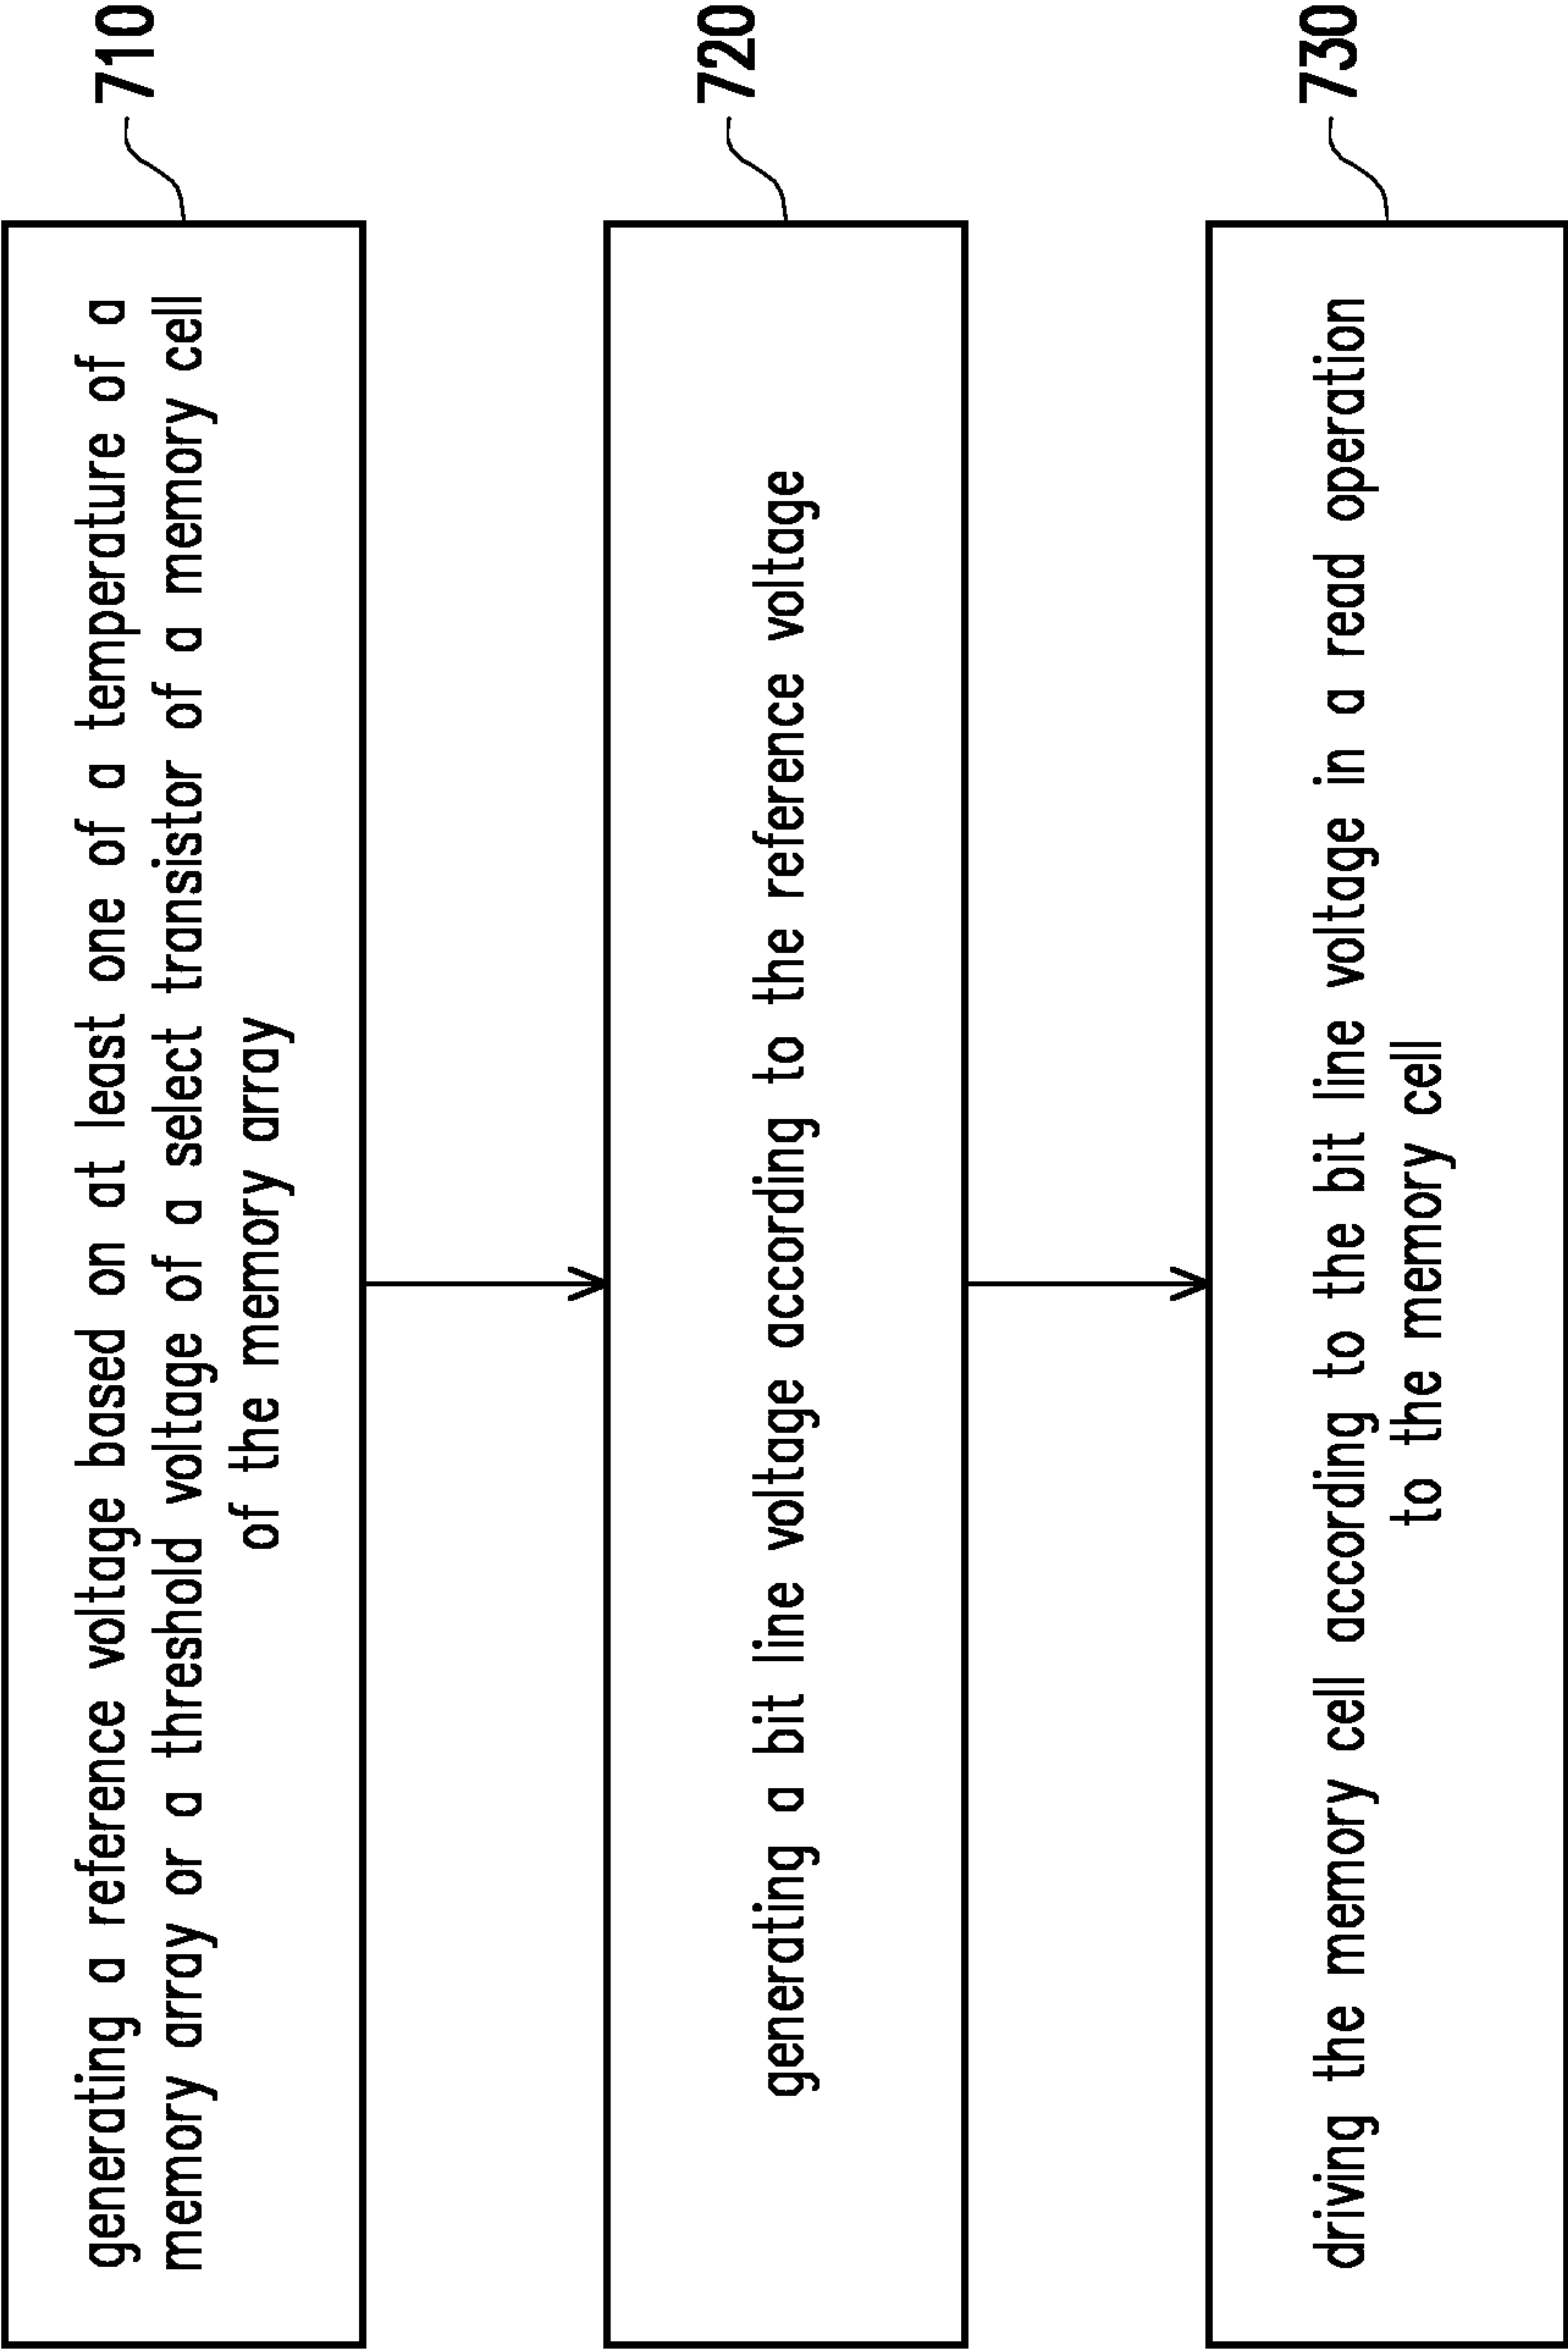 generating a reference voltage based on at least one of a temperature of a
memory array or a threshold voltage of a select transistor of a memory cell
of the memory array
710
generating a bit line voltage according to the reference voltage
720
driving the memory cell according to the bit line voltage in a read operation
to the memory cell
730